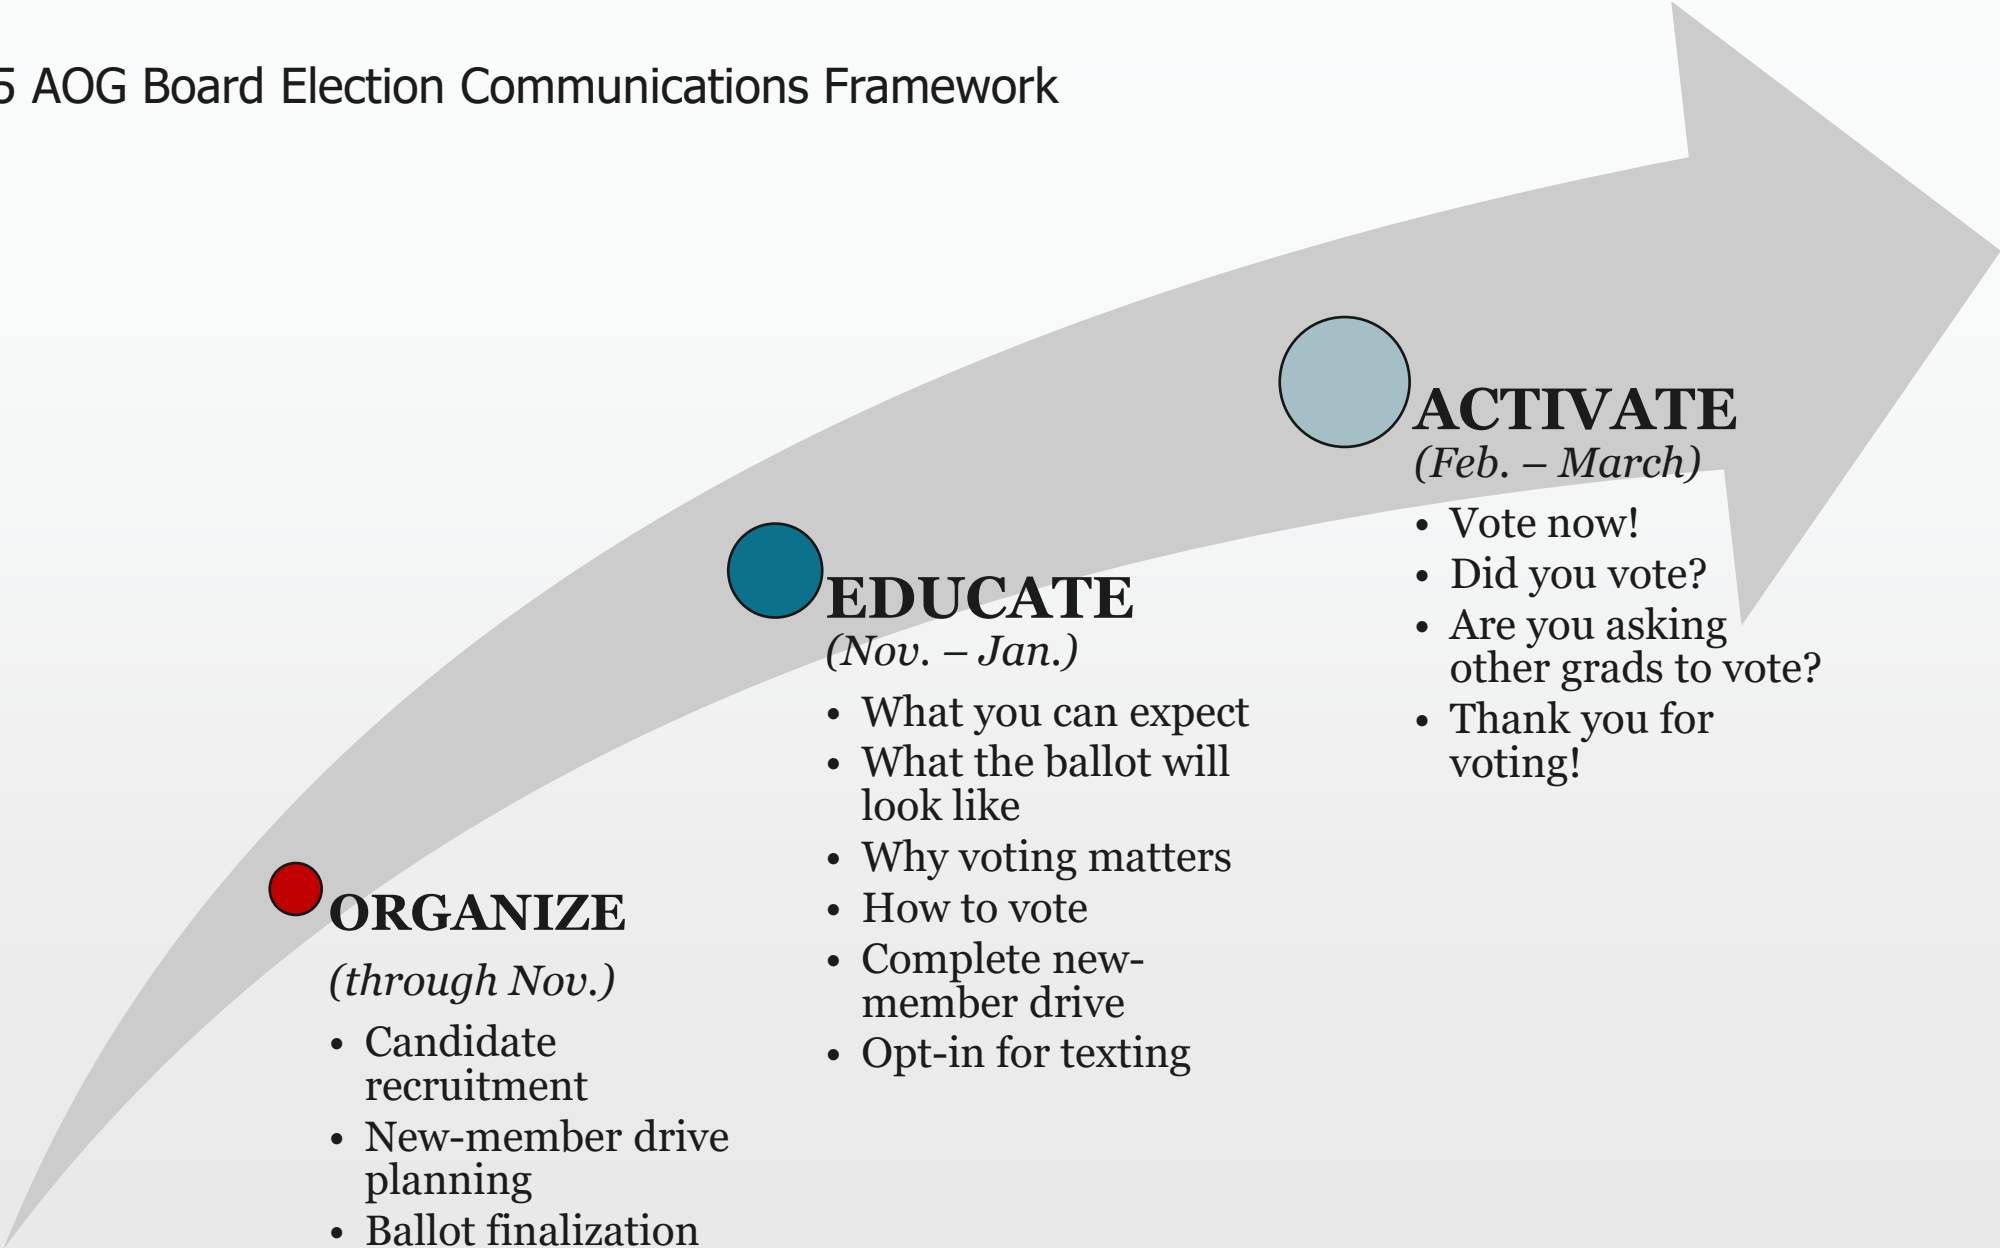 5 AOG Board Election Communications Framework
ORGANIZE
(through Nov.)
• Candidate
recruitment
• New-member drive
planning
• Ballot finalization
EDUCATE
(Nov. – Jan.)
• What you can expect
• What the ballot will
look like
• Why voting matters
• How to vote
• Complete new-
member drive
• Opt-in for texting
ACTIVATE
(Feb. – March)
• Vote now!
• Did you vote?
• Are you asking
other grads to vote?
• Thank you for
voting!